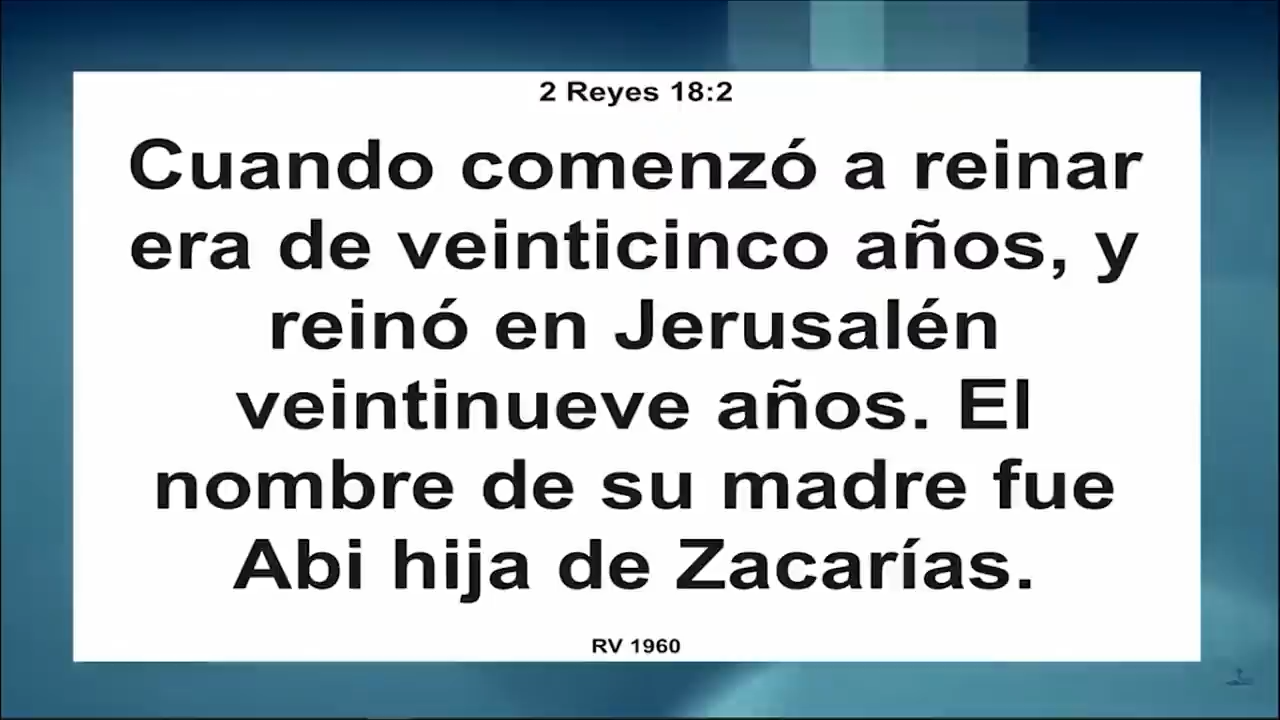 2 Reyes 18:2
Cuando comenzó a reinar
era de veinticinco años, y
reinó en Jerusalén
veintinueve años. El
nombre de su madre fue
Abi hija de Zacarías.
RV 1960